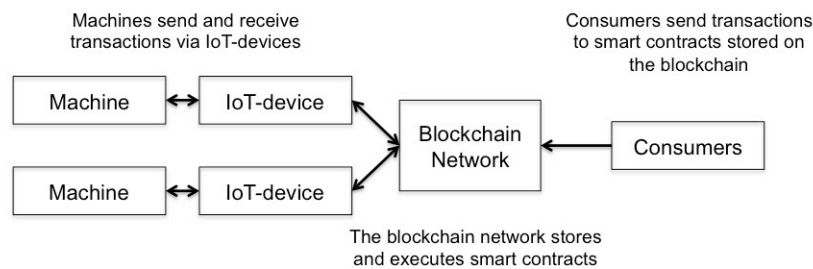 Machines send and receive
transactions via IoT-devices
Consumers send transactions
to smart contracts stored on
the blockchain
Machine
IoT-device
Blockchain
Network
Consumers
Machine
IoT-device
The blockchain network stores
and executes smart contracts